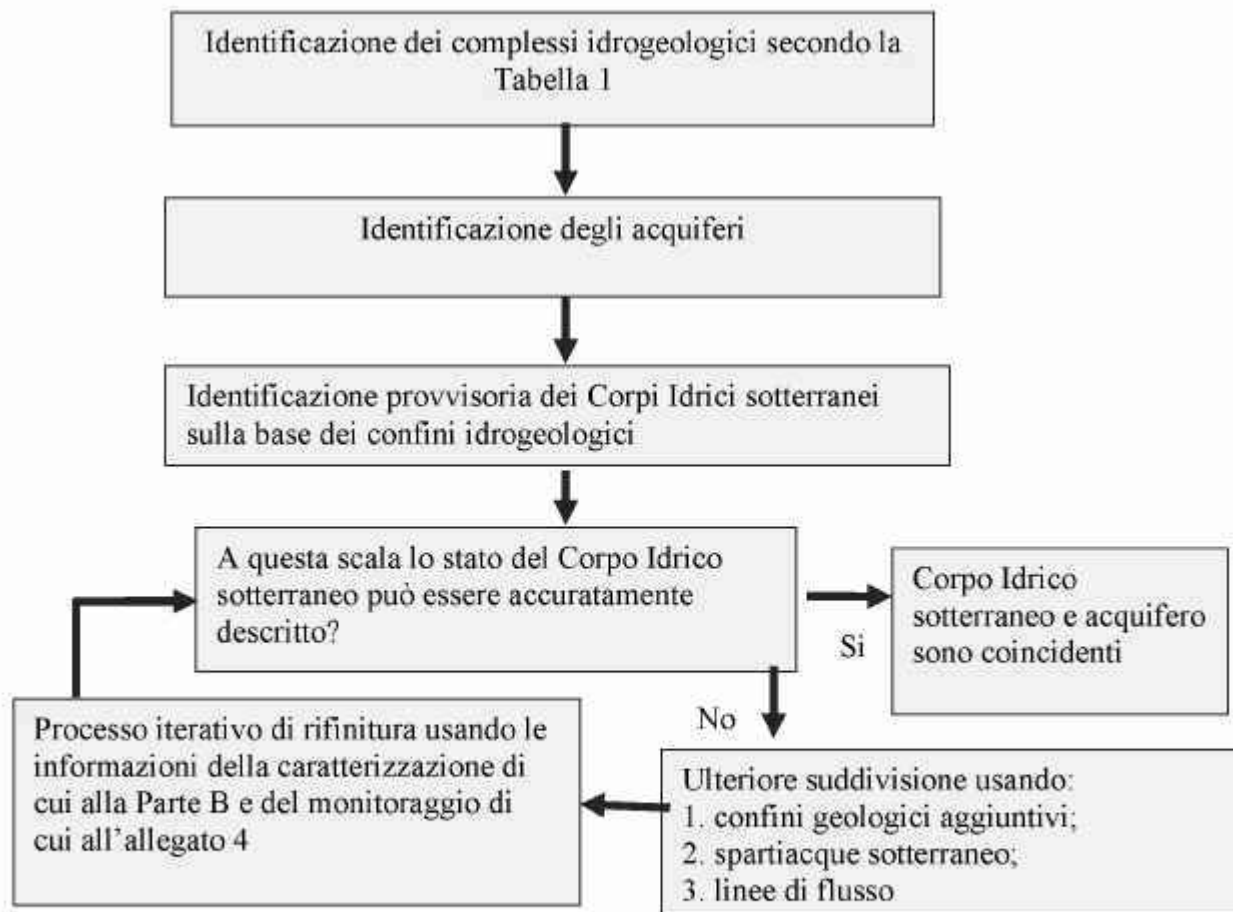 Identificazione dei complessi idrogeologici secondo la
Tabella 1
Identificazione degli acquiferi
Identificazione provvisoria dei Corpi Idrici sotterranei
sulla base dei confini idrogeologici
A questa scala lo stato del Corpo Idrico
sotterraneo può essere accuratamente
descritto?
Si
Corpo Idrico
sotterraneo e acquifero
sono coincidenti
No
Ulteriore suddivisione usando:
1. confini geologici aggiuntivi;
2. spartiacque sotterraneo;
3. linee di flusso
Processo iterativo di rifinitura usando le
informazioni della caratterizzazione di
cui alla Parte B e del monitoraggio di
cui all'allegato 4